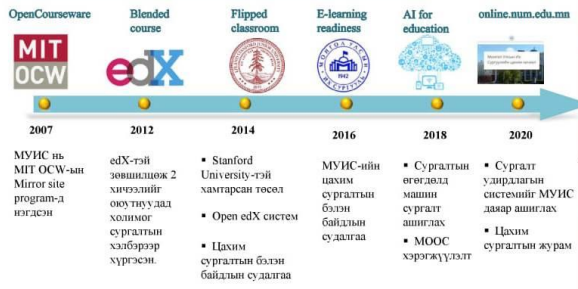 OpenCourseware
Blended
course
Flipped
classroom
E-learning
readiness
AI for
education
online.num.edu.mn
MIT
OCW
edX
1942
2007
2012
2014
2016
2018
2020
МУИС нь
MIT OCW-ын
Mirror site
program-д
нэгдсэн
edX-тэй
зөвшилцөж 2
хичээлийг
оюутнуудад
холимог
сургалтын
хэлбэрээр
хүргэсэн.
▪ Stanford
University-тэй
хамтарсан төсөл
▪ Open edX систем
▪ Цахим
сургалтын бэлэн
байдлын судалгаа
МУИС-ийн
цахим
сургалтын
бэлэн
байдлын
судалгаа
▪ Сургалтын
өгөгдөлд
машин
сургалт
ашиглах
▪ MOOC
хэрэгжүүлэлт
▪ Сургалт
удирдлагын
системийг МУИС
даяар ашиглах
▪ Цахим
сургалтын журам